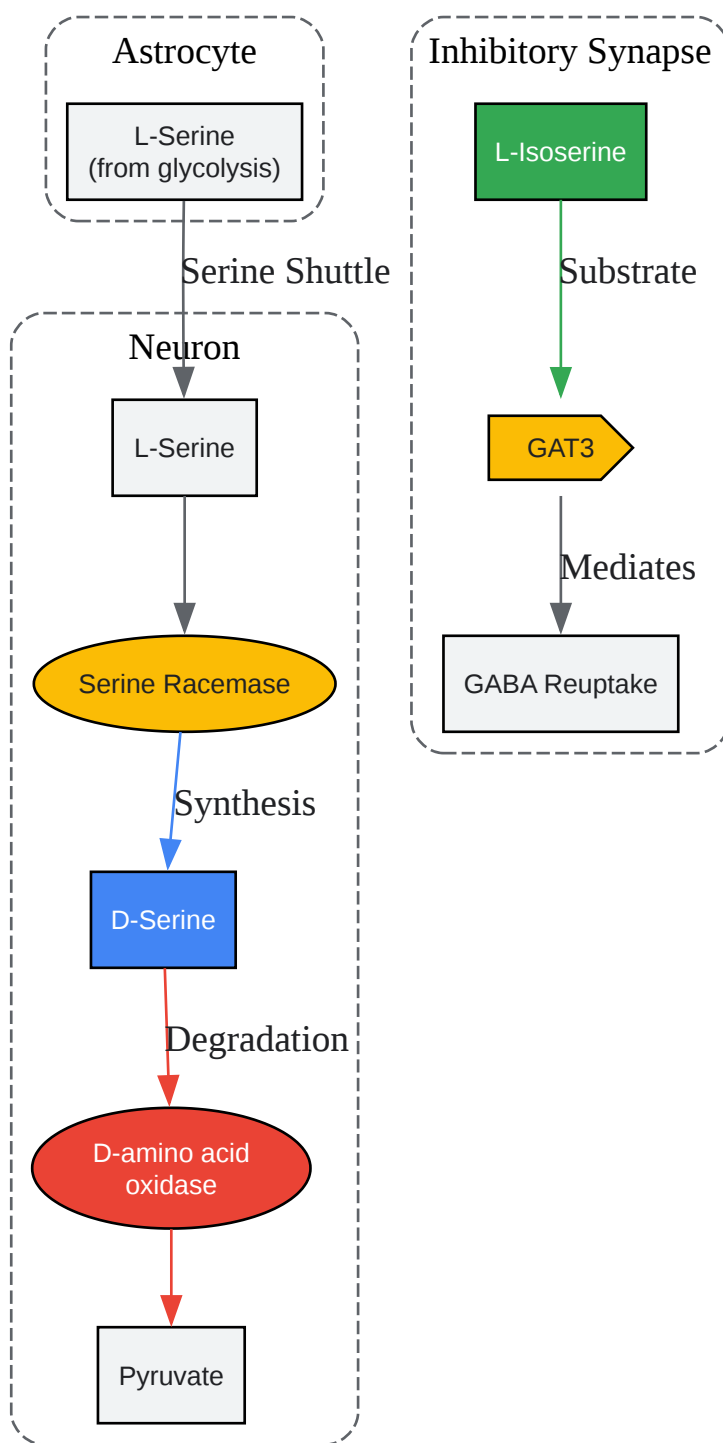 Astrocyte
L-Serine
(from glycolysis)
Serine Shuttle
Neuron
L-Serine
Serine Racemase
Synthesis
D-Serine
Degradation
D-amino acid
oxidase
Pyruvate
Inhibitory Synapse
L-Isoserine
Substrate
GAT3
Mediates
GABA Reuptake